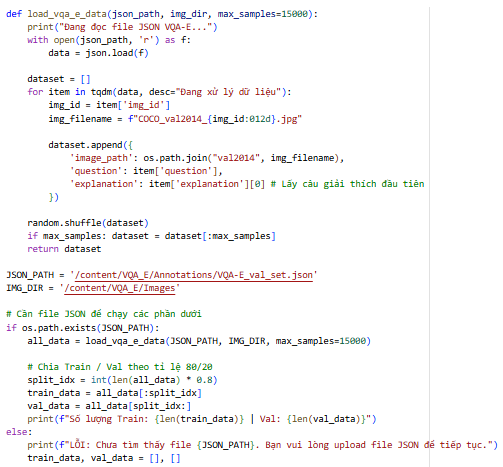 def load_vqa_e_data(json_path, img_dir, max_samples=15000):
    print("Đang đọc file JSON VQA-E...")
    with open(json_path, 'r') as f:
        data = json.load(f)

    dataset = []
    for item in tqdm(data, desc="Đang xử lý dữ liệu"):
        img_id = item['img_id']
        img_filename = f"COCO_val2014_{img_id:012d}.jpg"

        dataset.append({
            'image_path': os.path.join("val2014", img_filename),
            'question': item['question'],
            'explanation': item['explanation'][0] # Lấy câu giải thích đầu tiên
        })

    random.shuffle(dataset)
    if max_samples: dataset = dataset[:max_samples]
    return dataset

JSON_PATH = '/content/VQA_E/Annotations/VQA-E_val_set.json'
IMG_DIR = '/content/VQA_E/Images'

# Cần file JSON để chạy các phần dưới
if os.path.exists(JSON_PATH):
    all_data = load_vqa_e_data(JSON_PATH, IMG_DIR, max_samples=15000)

    # Chia Train / Val theo tỉ lệ 80/20
    split_idx = int(len(all_data) * 0.8)
    train_data = all_data[:split_idx]
    val_data = all_data[split_idx:]
    print(f"Số lượng Train: {len(train_data)} | Val: {len(val_data)}")
else:
    print(f"LỖI: Chưa tìm thấy file {JSON_PATH}. Bạn vui lòng upload file JSON để tiếp tục.")
    train_data, val_data = [], []